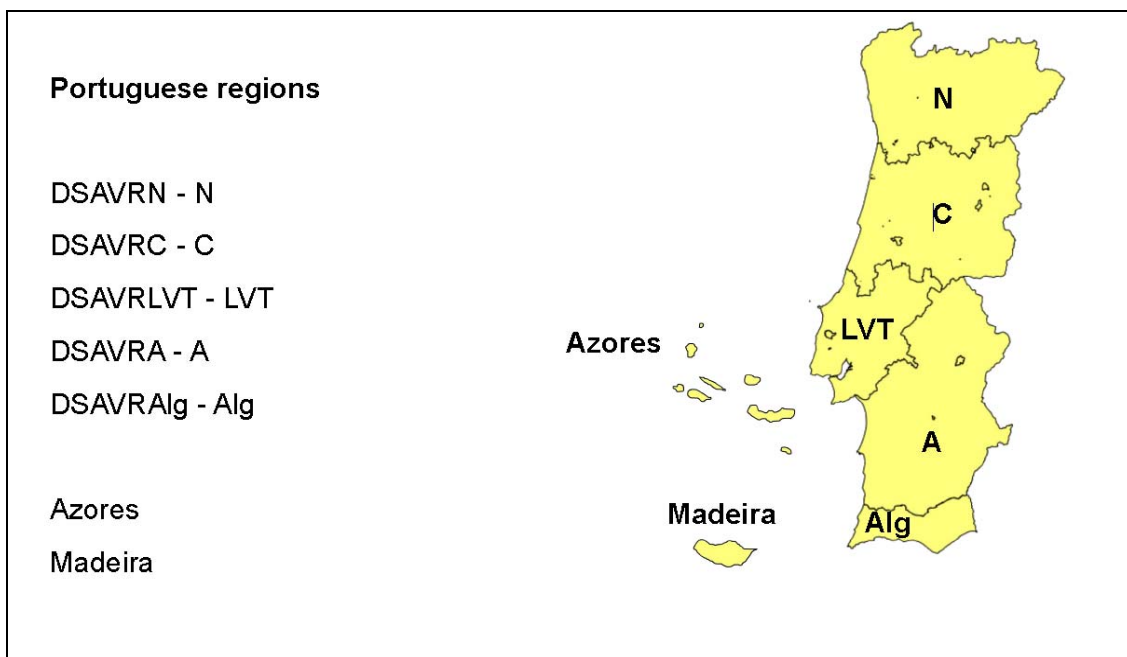 Portuguese regions
DSAVRN - N
DSAVRC - C
DSAVRLVT - LVT
DSAVRA - A
DSAVRAlg - Alg
Azores
Madeira
N
C
LVT
Azores
A
Madeira
Alg